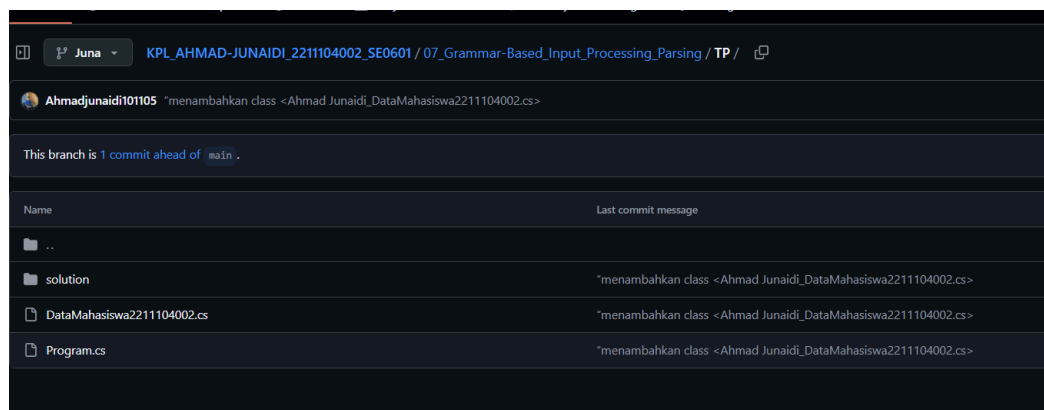 Juna KPL_AHMAD-JUNAIDI_2211104002_SE0601 / 07_Grammar-Based_Input_Processing_Parsing / TP /
Ahmadjunaidi101105 "menambahkan class <Ahmad Junaidi_DataMahasiswa2211104002.cs>
This branch is 1 commit ahead of main .
Name Last commit message
..
solution "menambahkan class <Ahmad Junaidi_DataMahasiswa2211104002.cs>
DataMahasiswa2211104002.cs "menambahkan class <Ahmad Junaidi_DataMahasiswa2211104002.cs>
Program.cs "menambahkan class <Ahmad Junaidi_DataMahasiswa2211104002.cs>